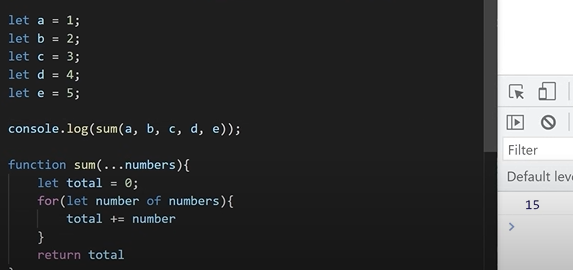 let a = 1;
let b = 2;
let c = 3;
let d = 4;
let e = 5;
console.log(sum(a, b, c, d, e));
function sum(...numbers){
let total = 0;
for(let number of numbers){
total += number
}
return total
Filter
Default
15
>